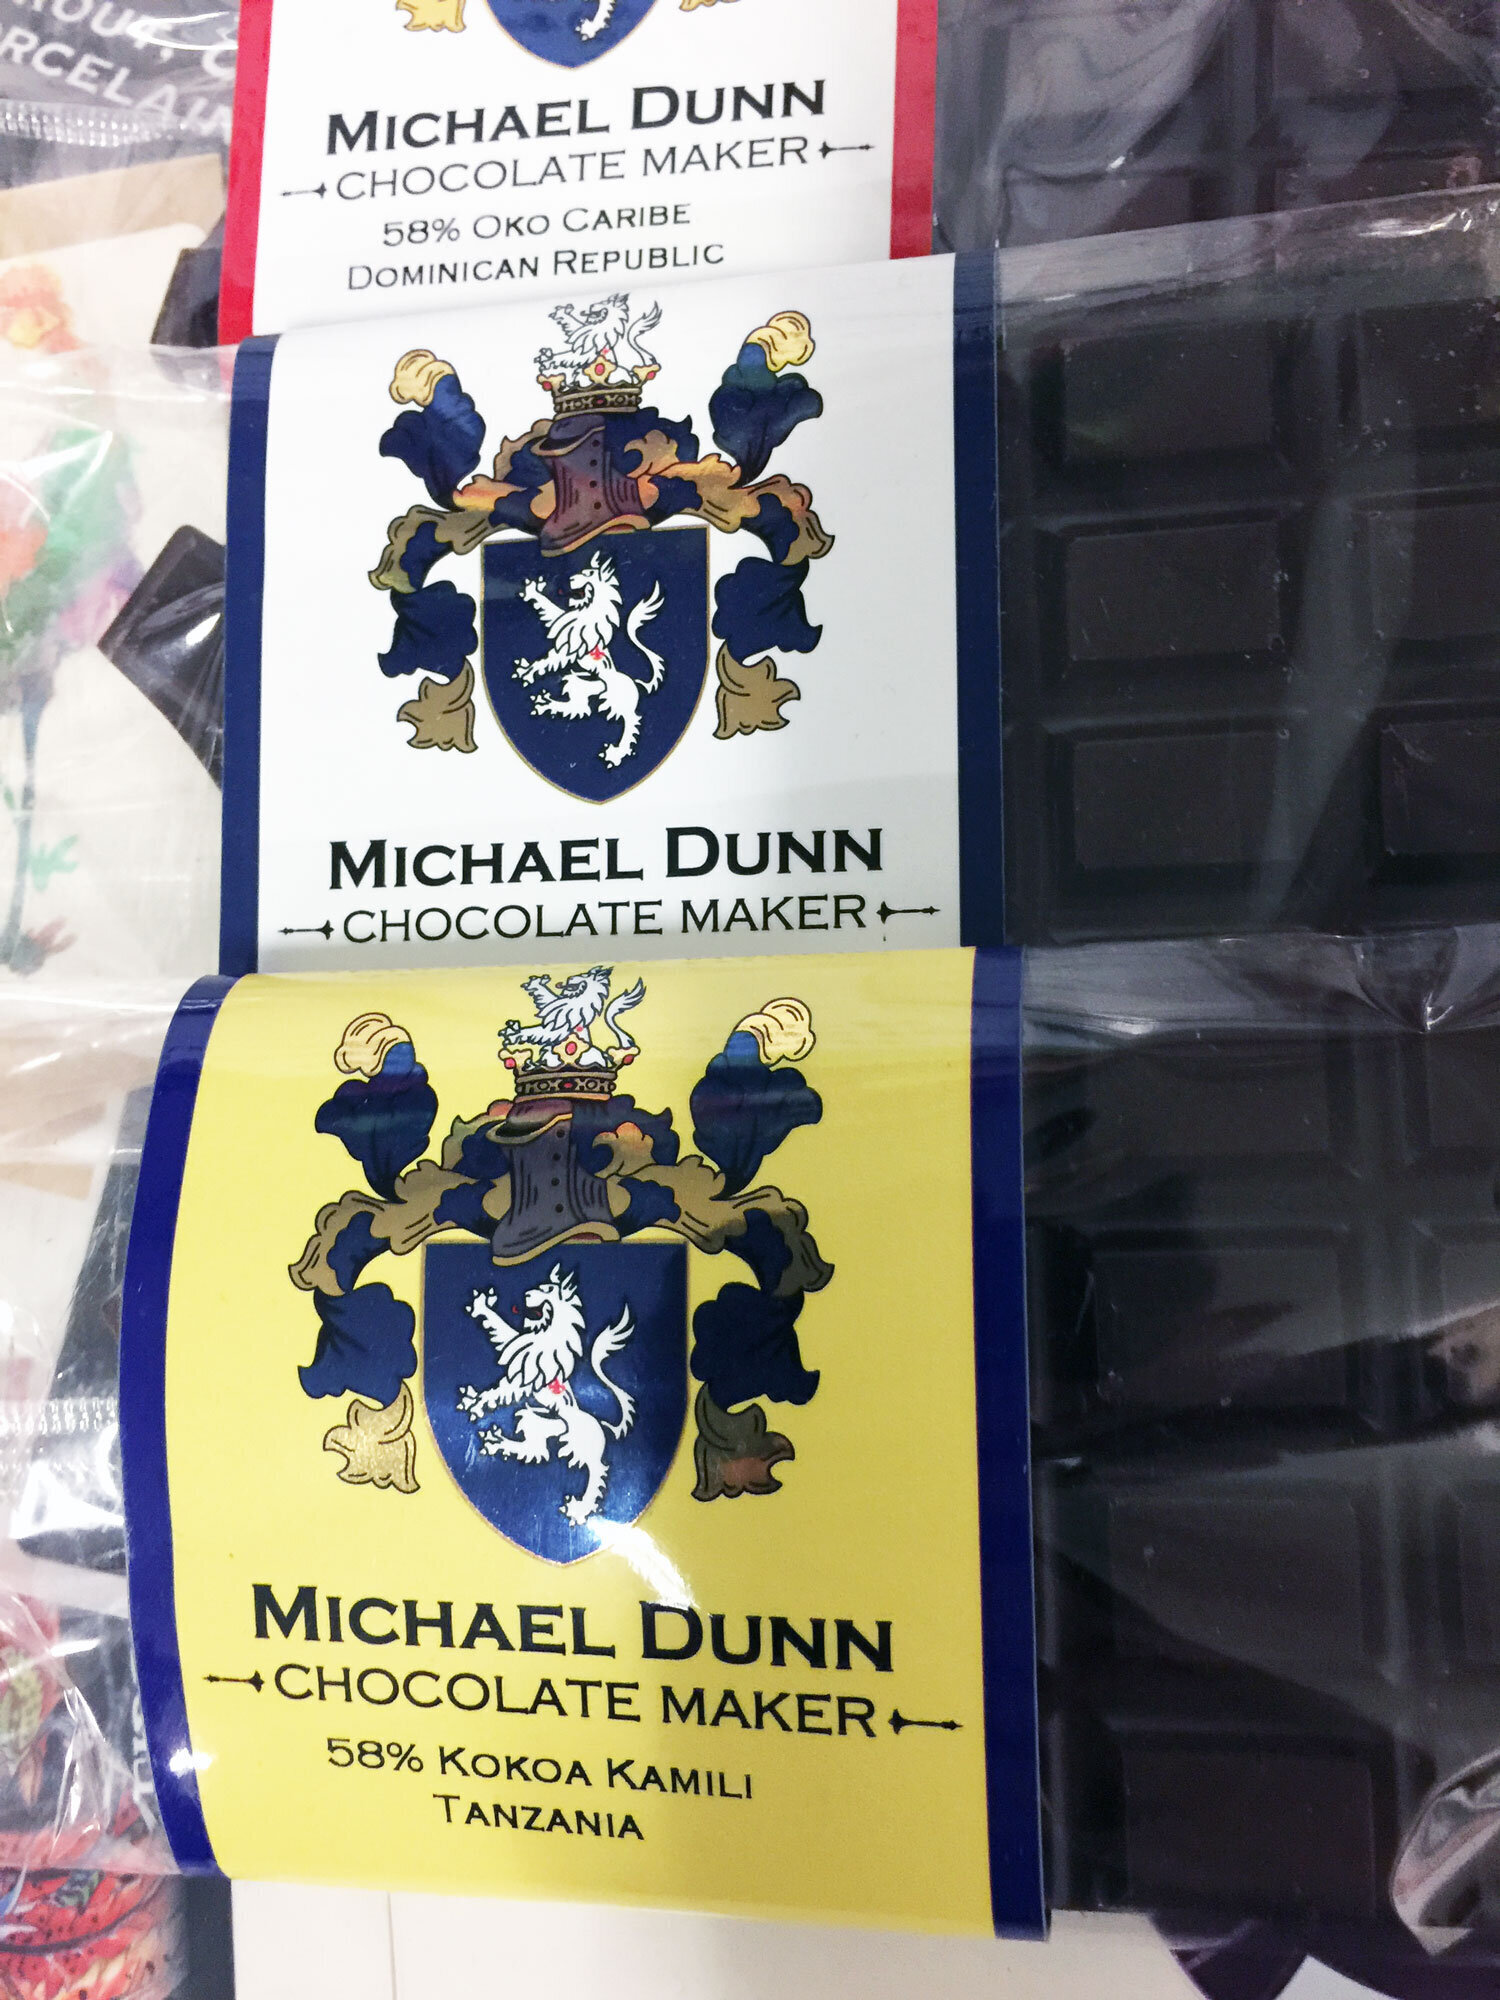 MICHAEL DUNN
CHOCOLATE MAKER
58% OKO CARIBE
DOMINICAN REPUBLIC
MICHAEL DUNN
CHOCOLATE MAKER
MICHAEL DUNN
CHOCOLATE MAKER
58% KOKOA KAMILI
TANZANIA